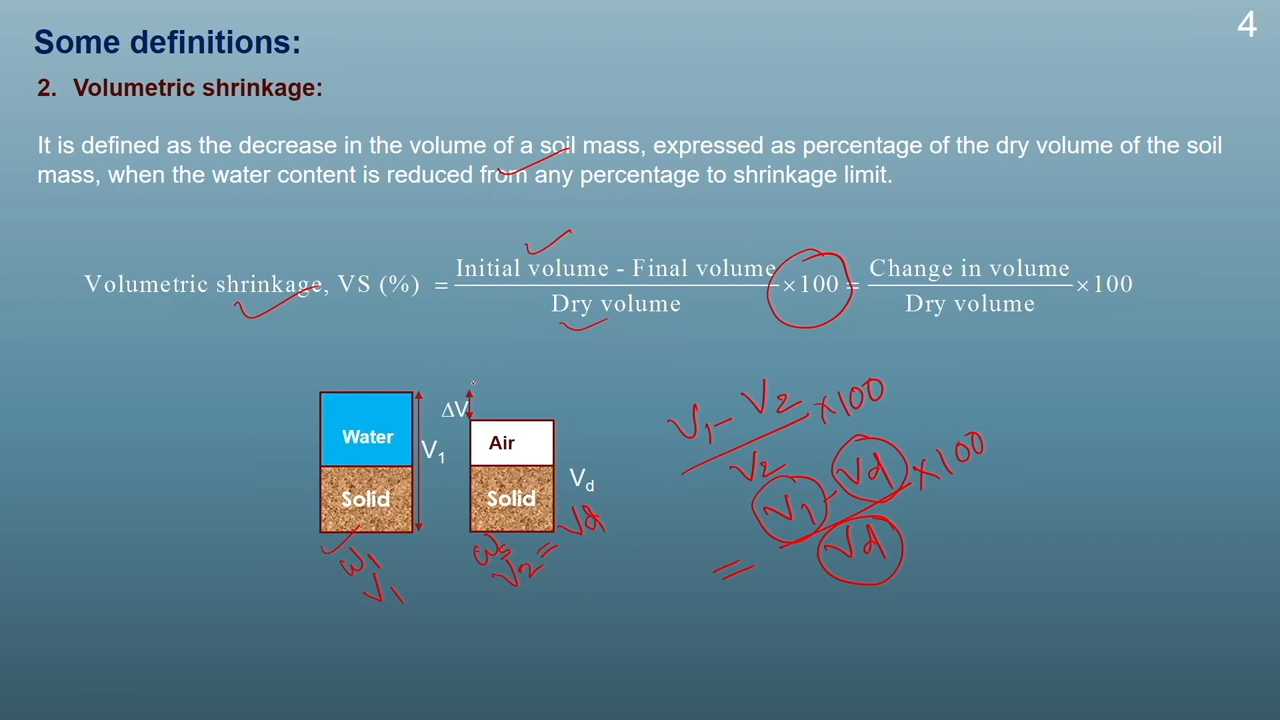 4
Some definitions:
2. Volumetric shrinkage:
It is defined as the decrease in the volume of a soil mass, expressed as percentage of the dry volume of the soil
mass, when the water content is reduced from any percentage to shrinkage limit.
Volumetric shrinkage, VS (%) = Initial volume - Final volume / Dry volume ×100 = Change in volume / Dry volume ×100
Water
Solid
V₁
ΔV
Air
Solid
Vd
w₁
V₁
ws
V₂ = Vd
V₁ - V₂ / V₂ ×100
= V₁ - Vd / Vd ×100